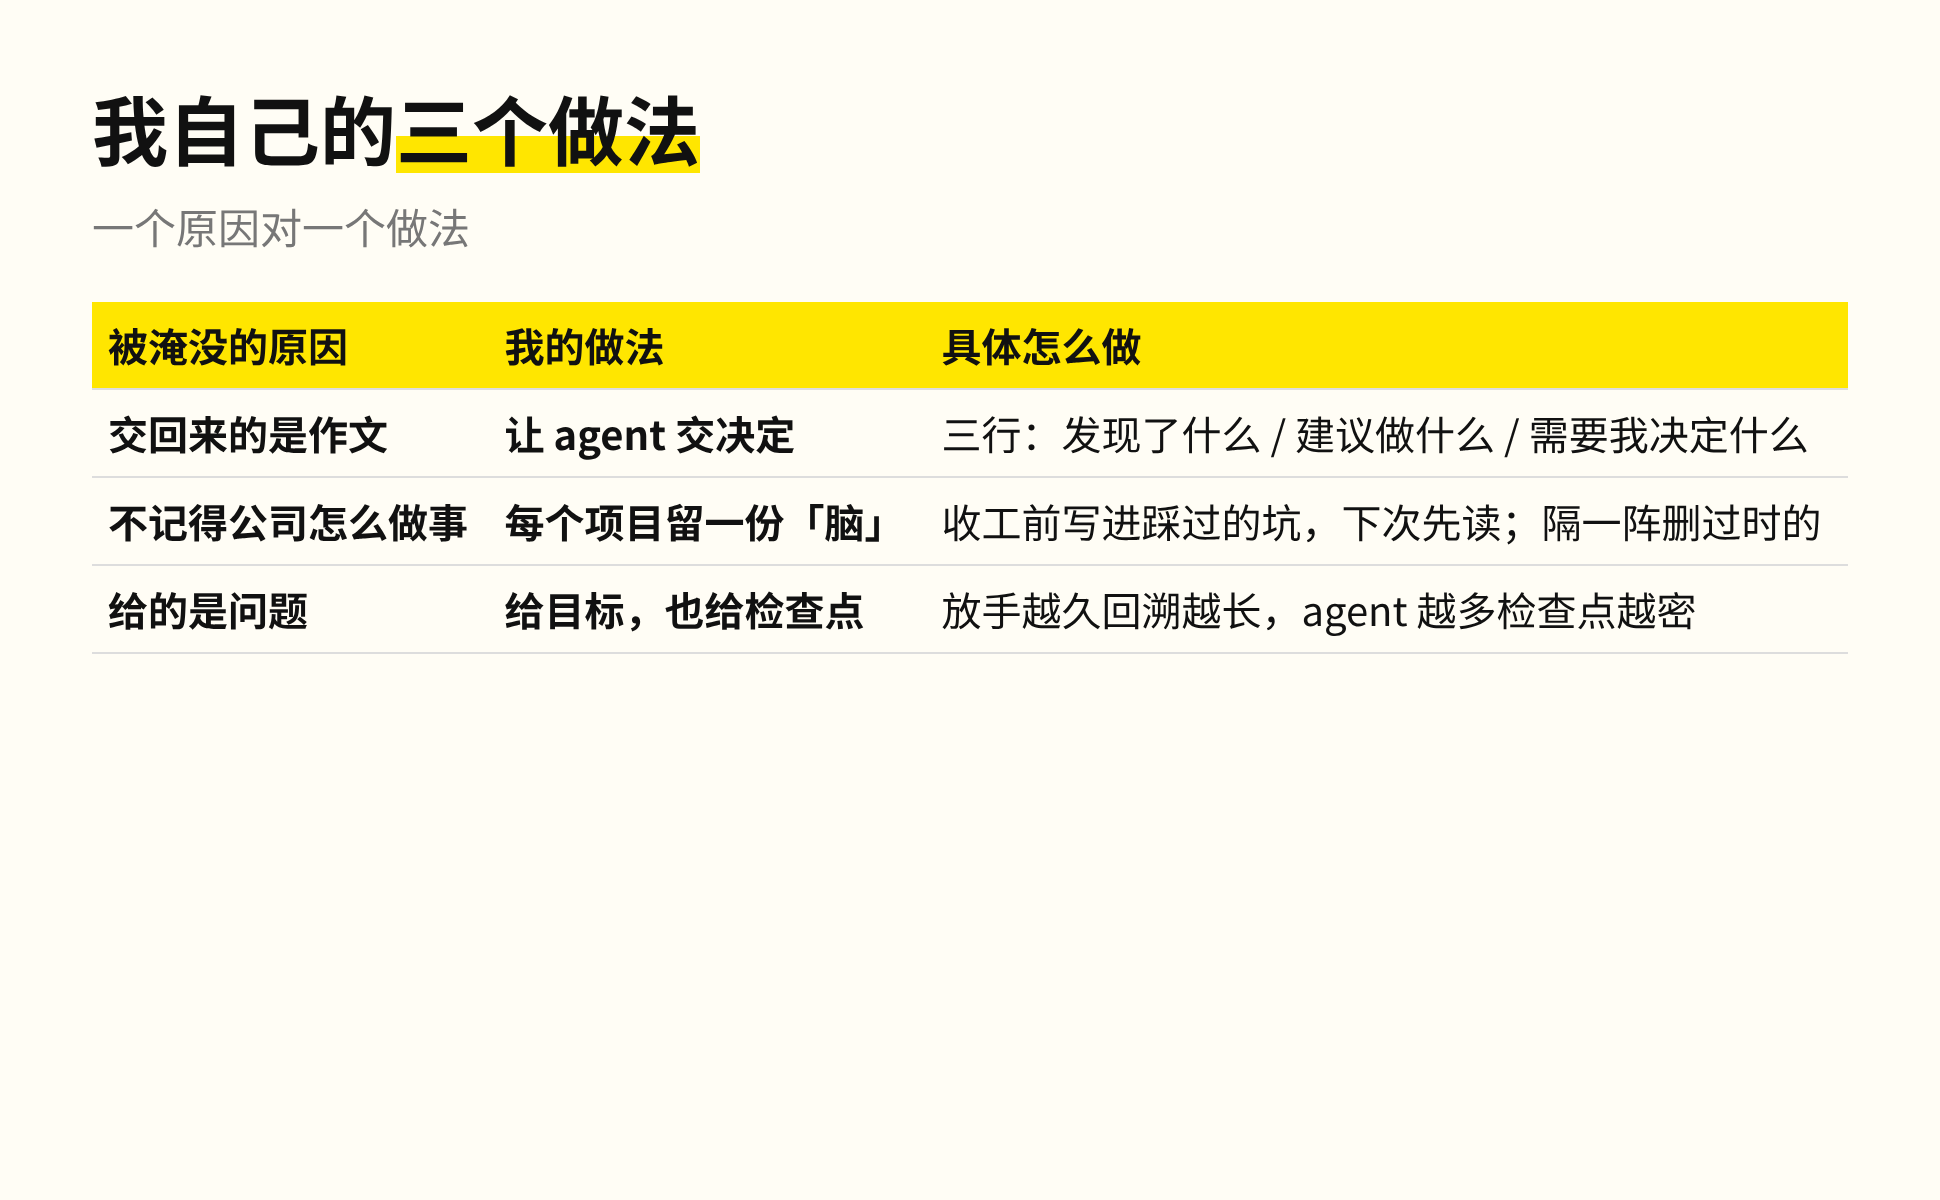 我自己的三个做法
一个原因对一个做法
被淹没的原因 我的做法 具体怎么做
交回来的是作文 让 agent 交决定 三行：发现了什么 / 建议做什么 / 需要我决定什么
不记得公司怎么做事 每个项目留一份「脑」 收工前写进踩过的坑，下次先读；隔一阵删过时的
给的是问题 给目标，也给检查点 放手越久回溯越长，agent 越多检查点越密